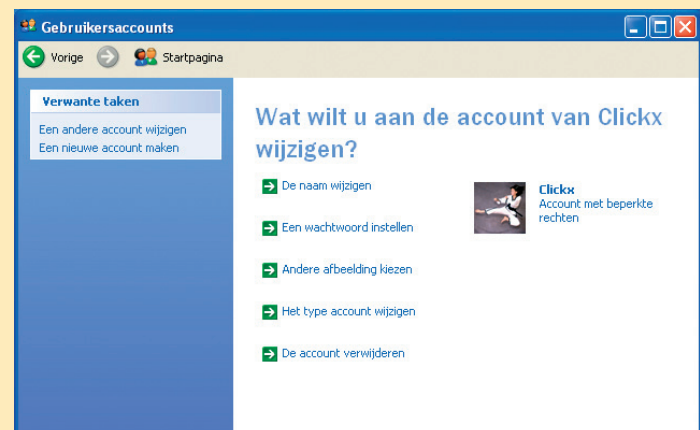 Gebruikersaccounts
Vorige
Startpagina
Verwante taken
Een andere account wijzigen
Een nieuwe account maken
Wat wilt u aan de account van Clickx
wijzigen?
De naam wijzigen
Een wachtwoord instellen
Andere afbeelding kiezen
Het type account wijzigen
De account verwijderen
Clickx
Account met beperkte
rechten